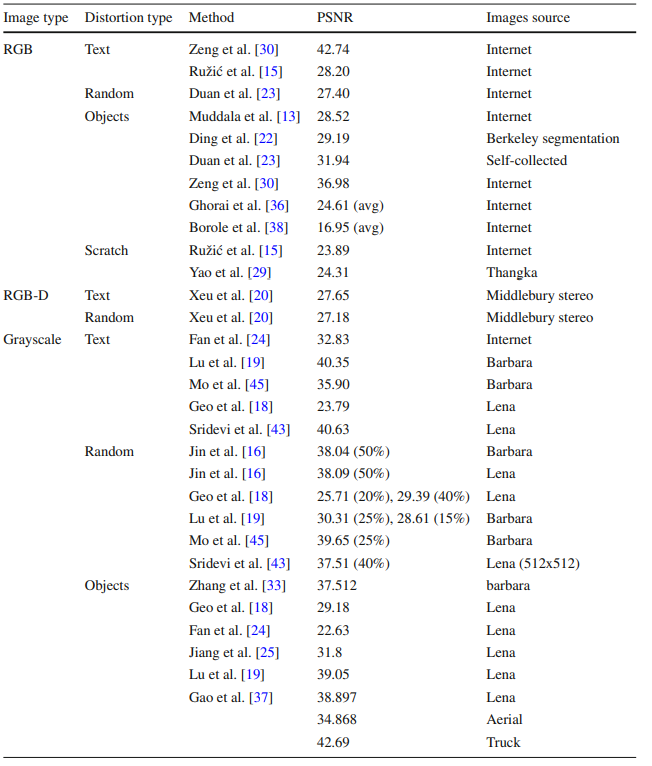 Image type Distortion type Method PSNR Images source
RGB Text Zeng et al. [30] 42.74 Internet
Ružić et al. [15] 28.20 Internet
Random Duan et al. [23] 27.40 Internet
Objects Muddala et al. [13] 28.52 Internet
Ding et al. [22] 29.19 Berkeley segmentation
Duan et al. [23] 31.94 Self-collected
Zeng et al. [30] 36.98 Internet
Ghorai et al. [36] 24.61 (avg) Internet
Borole et al. [38] 16.95 (avg) Internet
Scratch Ružić et al. [15] 23.89 Internet
Yao et al. [29] 24.31 Thangka
RGB-D Text Xeu et al. [20] 27.65 Middlebury stereo
Random Xeu et al. [20] 27.18 Middlebury stereo
Grayscale Text Fan et al. [24] 32.83 Internet
Lu et al. [19] 40.35 Barbara
Mo et al. [45] 35.90 Barbara
Geo et al. [18] 23.79 Lena
Sridevi et al. [43] 40.63 Lena
Random Jin et al. [16] 38.04 (50%) Barbara
Jin et al. [16] 38.09 (50%) Lena
Geo et al. [18] 25.71 (20%), 29.39 (40%) Lena
Lu et al. [19] 30.31 (25%), 28.61 (15%) Barbara
Mo et al. [45] 39.65 (25%) Barbara
Sridevi et al. [43] 37.51 (40%) Lena (512x512)
Objects Zhang et al. [33] 37.512 barbara
Geo et al. [18] 29.18 Lena
Fan et al. [24] 22.63 Lena
Jiang et al. [25] 31.8 Lena
Lu et al. [19] 39.05 Lena
Gao et al. [37] 38.897 Lena
34.868 Aerial
42.69 Truck